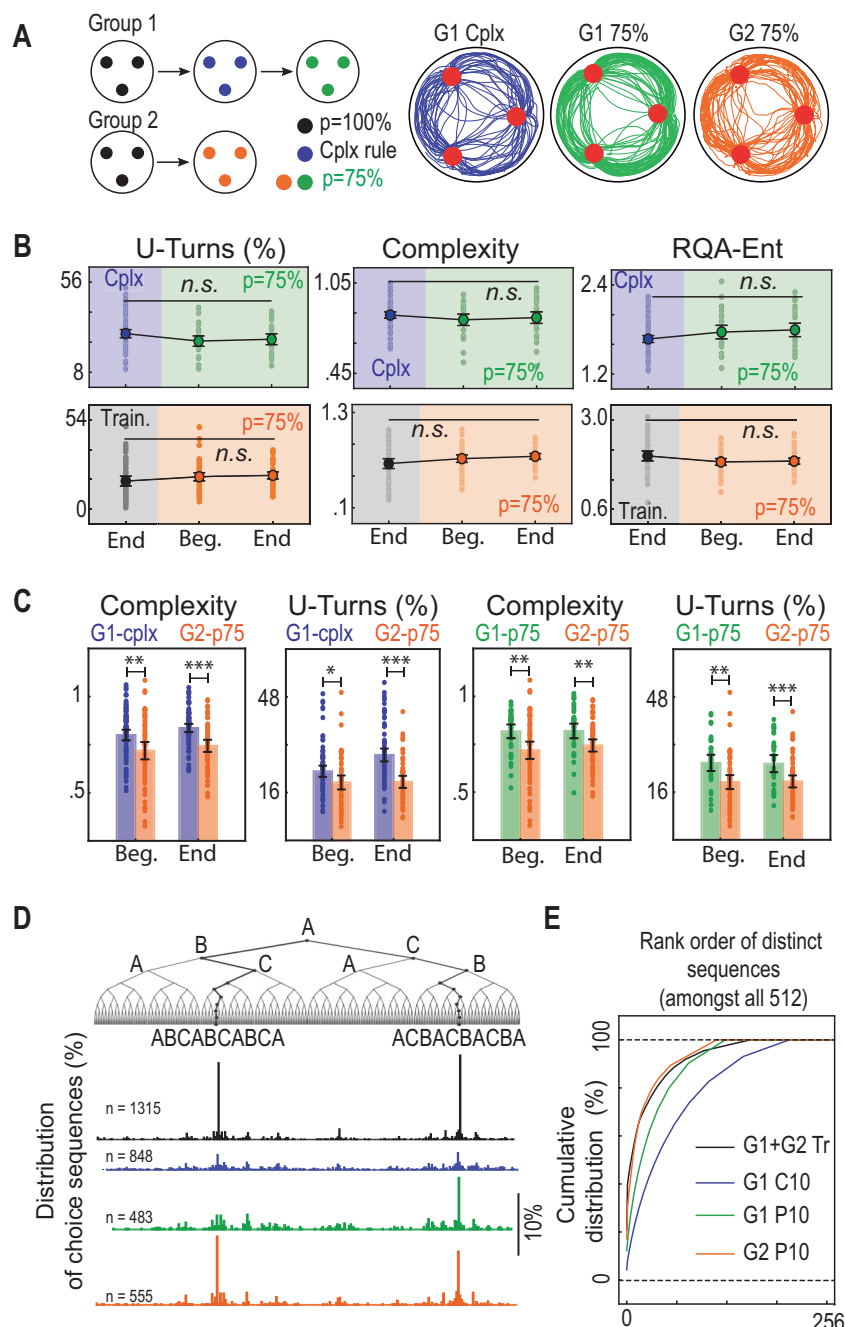 A
Group 1
Group 2
p=100%
Cplx rule
p=75%
G1 Cplx
G1 75%
G2 75%
B
U-Turns (%)
Complexity
RQA-Ent
56
Cplx
p=75%
n.s.
8
1.05
n.s.
Cplx
p=75%
.45
2.4
Cplx
n.s.
p=75%
1.2
54
Train.
p=75%
n.s.
0
1.3
n.s.
p=75%
.1
3.0
n.s.
Train.
p=75%
0.6
End
Beg.
End
End
Beg.
End
End
Beg.
End
C
Complexity
U-Turns (%)
Complexity
U-Turns (%)
G1-cplx
G2-p75
G1-cplx
G2-p75
G1-p75
G2-p75
G1-p75
G2-p75
1
**
***
.5
48
*
***
16
1
**
**
.5
48
**
***
16
Beg.
End
Beg.
End
Beg.
End
Beg.
End
D
A
B
C
A
C
A
B
ABCABCABCA
ACBACBACBA
Distribution
of choice sequences (%)
n = 1315
n = 848
n = 483
n = 555
10%
E
Rank order of distinct
sequences
(amongst all 512)
Cumulative
distribution (%)
100
0
G1+G2 Tr
G1 C10
G1 P10
G2 P10
0
256